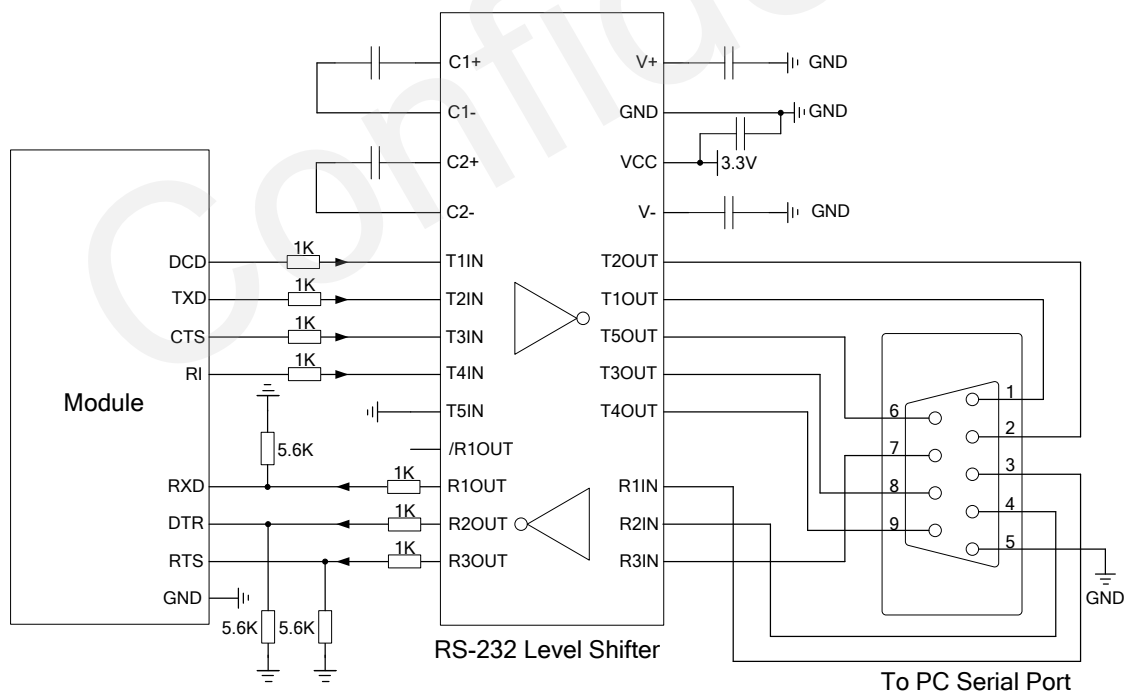 Confide
C1+
V+
GND
C1-
GND
GND
C2+
VCC
3.3V
C2-
V-
GND
DCD
1K
T1IN
T2OUT
TXD
1K
T2IN
T1OUT
CTS
1K
T3IN
T5OUT
RI
1K
T4IN
T3OUT
Module
T5IN
T4OUT
5.6K
/R1OUT
RXD
1K
R1OUT
R1IN
DTR
1K
R2OUT
R2IN
RTS
1K
R3OUT
R3IN
GND
5.6K
5.6K
1
6
2
7
3
8
4
9
5
GND
RS-232 Level Shifter
To PC Serial Port